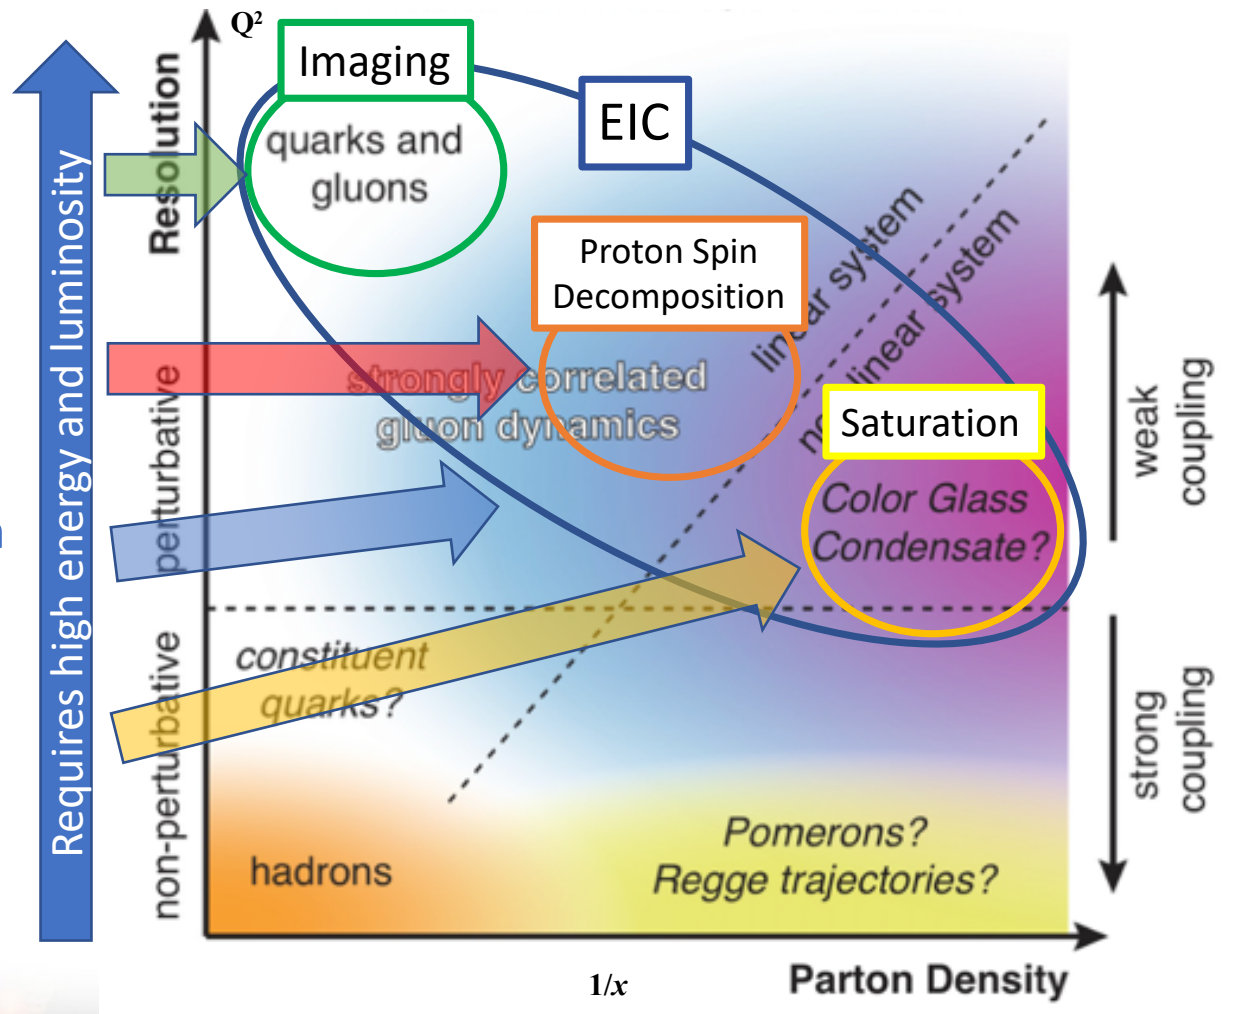 Q²
Imaging
EIC
quarks and
gluons
Resolution
Requires high energy and luminosity
Proton Spin
Decomposition
linear system
linear system
strongly correlated
gluon dynamics
perturbative
weak
coupling
Saturation
Color Glass
Condensate?
constituent
quarks?
non-perturbative
strong
coupling
hadrons
Pomerons?
Regge trajectories?
1/x
Parton Density